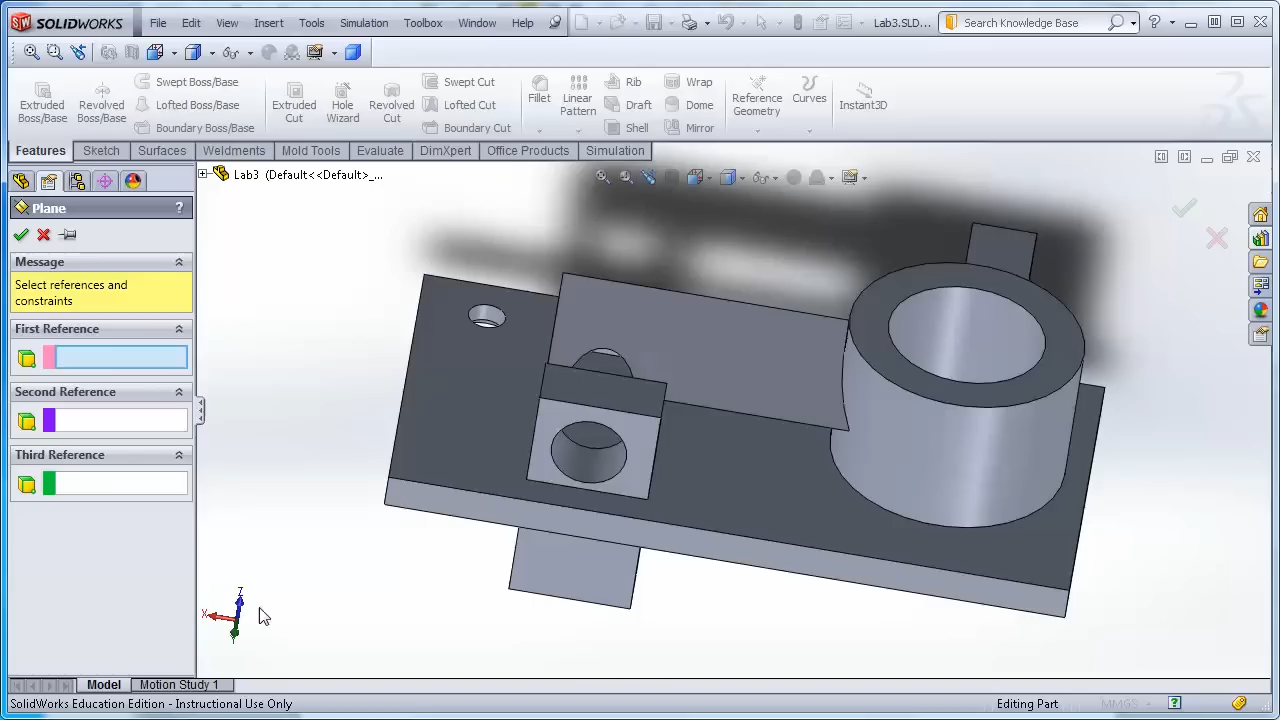 SOLIDWORKS File Edit View Insert Tools Simulation Toolbox Window Help Lab3.SLD... Search Knowledge Base ?
Extruded Boss/Base
Revolved Boss/Base
Swept Boss/Base
Lofted Boss/Base
Boundary Boss/Base
Extruded Cut
Hole Wizard
Revolved Cut
Swept Cut
Lofted Cut
Boundary Cut
Fillet
Linear Pattern
Rib
Draft
Shell
Wrap
Dome
Mirror
Reference Geometry
Curves
Instant3D
Features Sketch Surfaces Weldments Mold Tools Evaluate DimXpert Office Products Simulation
Lab3 (Default<<Default>_...
Plane ?
Message
Select references and
constraints
First Reference
Second Reference
Third Reference
Z
X
Y
Model Motion Study 1
SolidWorks Education Edition - Instructional Use Only Editing Part MMGS ?